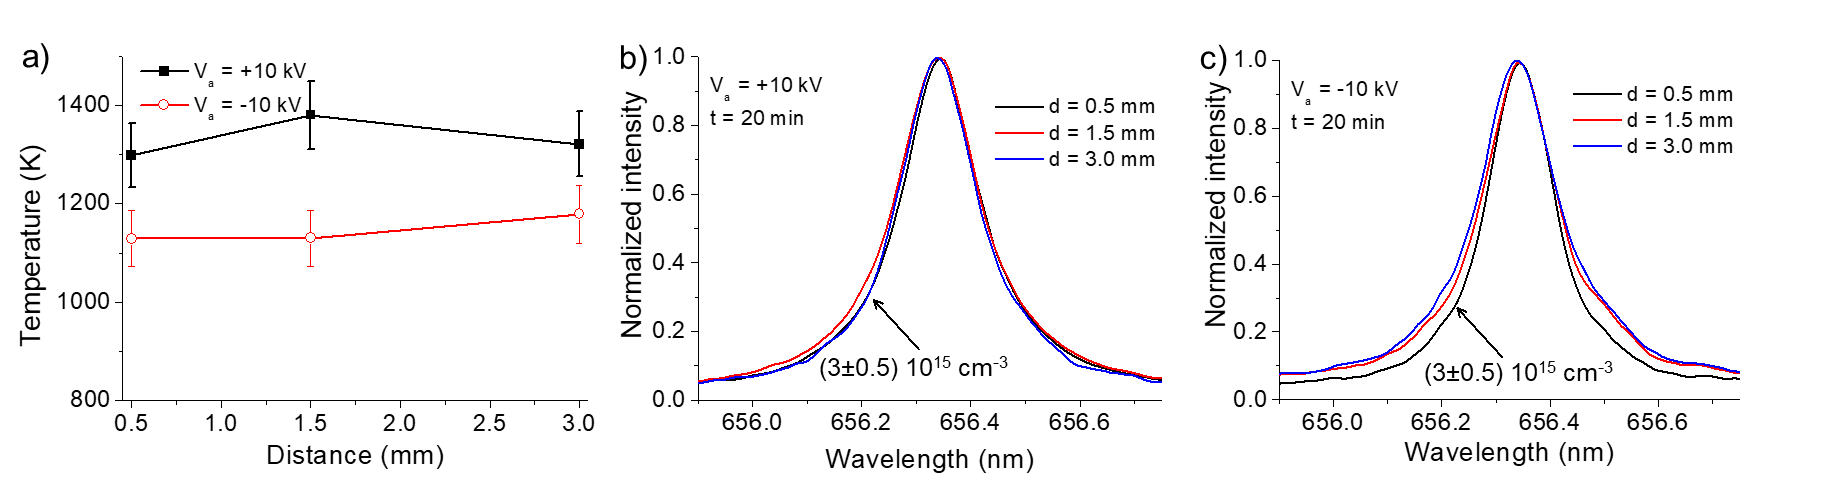 a)
Vₐ = +10 kV
Vₐ = -10 kV
1400
1200
1000
800
0.5 1.0 1.5 2.0 2.5 3.0
Temperature (K)
Distance (mm)
b)
Vₐ = +10 kV
t = 20 min
d = 0.5 mm
d = 1.5 mm
d = 3.0 mm
1.0
0.8
0.6
0.4
0.2
0.0
(3±0.5) 10¹⁵ cm⁻³
656.0 656.2 656.4 656.6
Normalized intensity
Wavelength (nm)
c)
Vₐ = -10 kV
t = 20 min
d = 0.5 mm
d = 1.5 mm
d = 3.0 mm
1.0
0.8
0.6
0.4
0.2
0.0
(3±0.5) 10¹⁵ cm⁻³
656.0 656.2 656.4 656.6
Normalized intensity
Wavelength (nm)